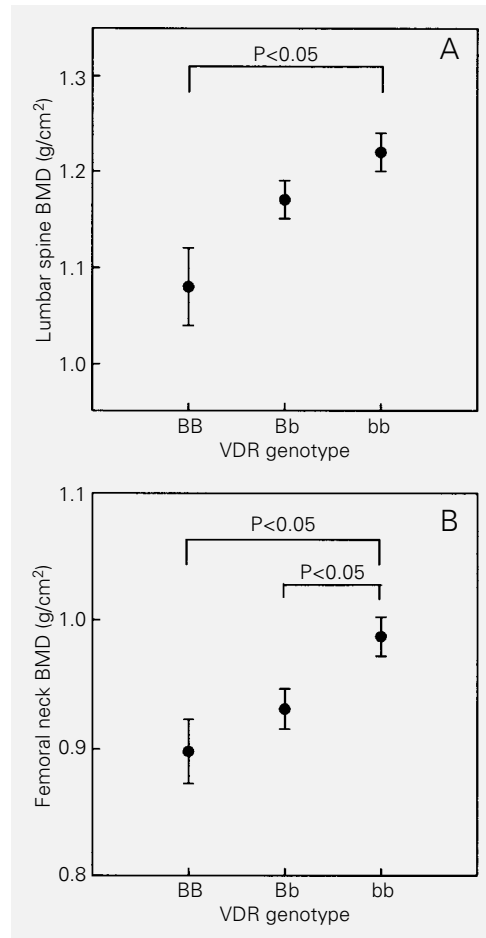 A
P<0.05
1.3
1.2
1.1
1.0
Lumbar spine BMD (g/cm²)
BB Bb bb
VDR genotype
B
P<0.05
P<0.05
1.1
1.0
0.9
0.8
Femoral neck BMD (g/cm²)
BB Bb bb
VDR genotype